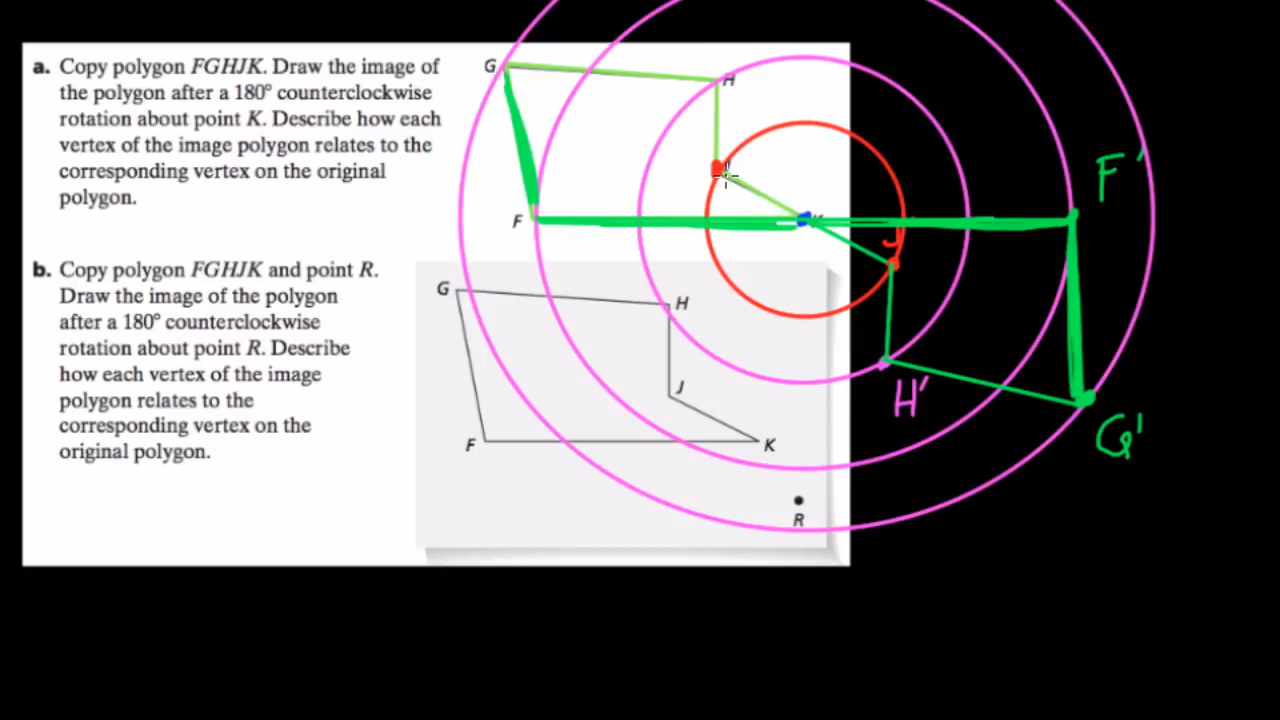 a. Copy polygon FGHJK. Draw the image of
the polygon after a 180° counterclockwise
rotation about point K. Describe how each
vertex of the image polygon relates to the
corresponding vertex on the original
polygon.
b. Copy polygon FGHJK and point R.
Draw the image of the polygon
after a 180° counterclockwise
rotation about point R. Describe
how each vertex of the image
polygon relates to the
corresponding vertex on the
original polygon.
G
H
F
F'
J
H'
G'
G
H
J
F
K
R